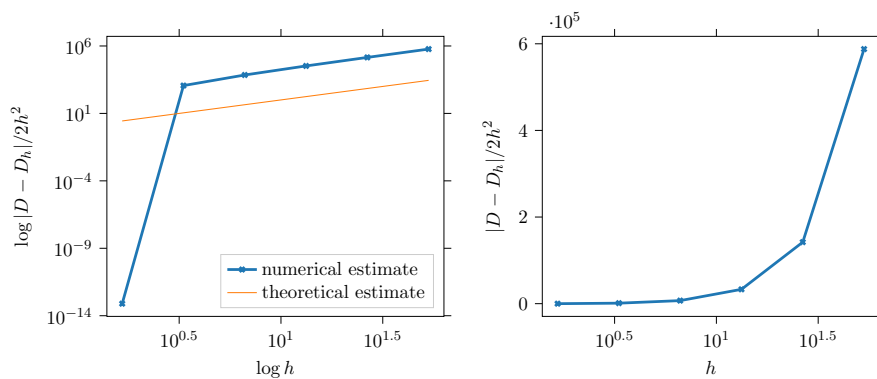 10^6
10^1
10^−4
10^−9
10^−14
log |D − D_h|/2h^2
numerical estimate
theoretical estimate
10^0.5
10^1
10^1.5
log h
·10^5
6
4
2
0
|D − D_h|/2h^2
10^0.5
10^1
10^1.5
h